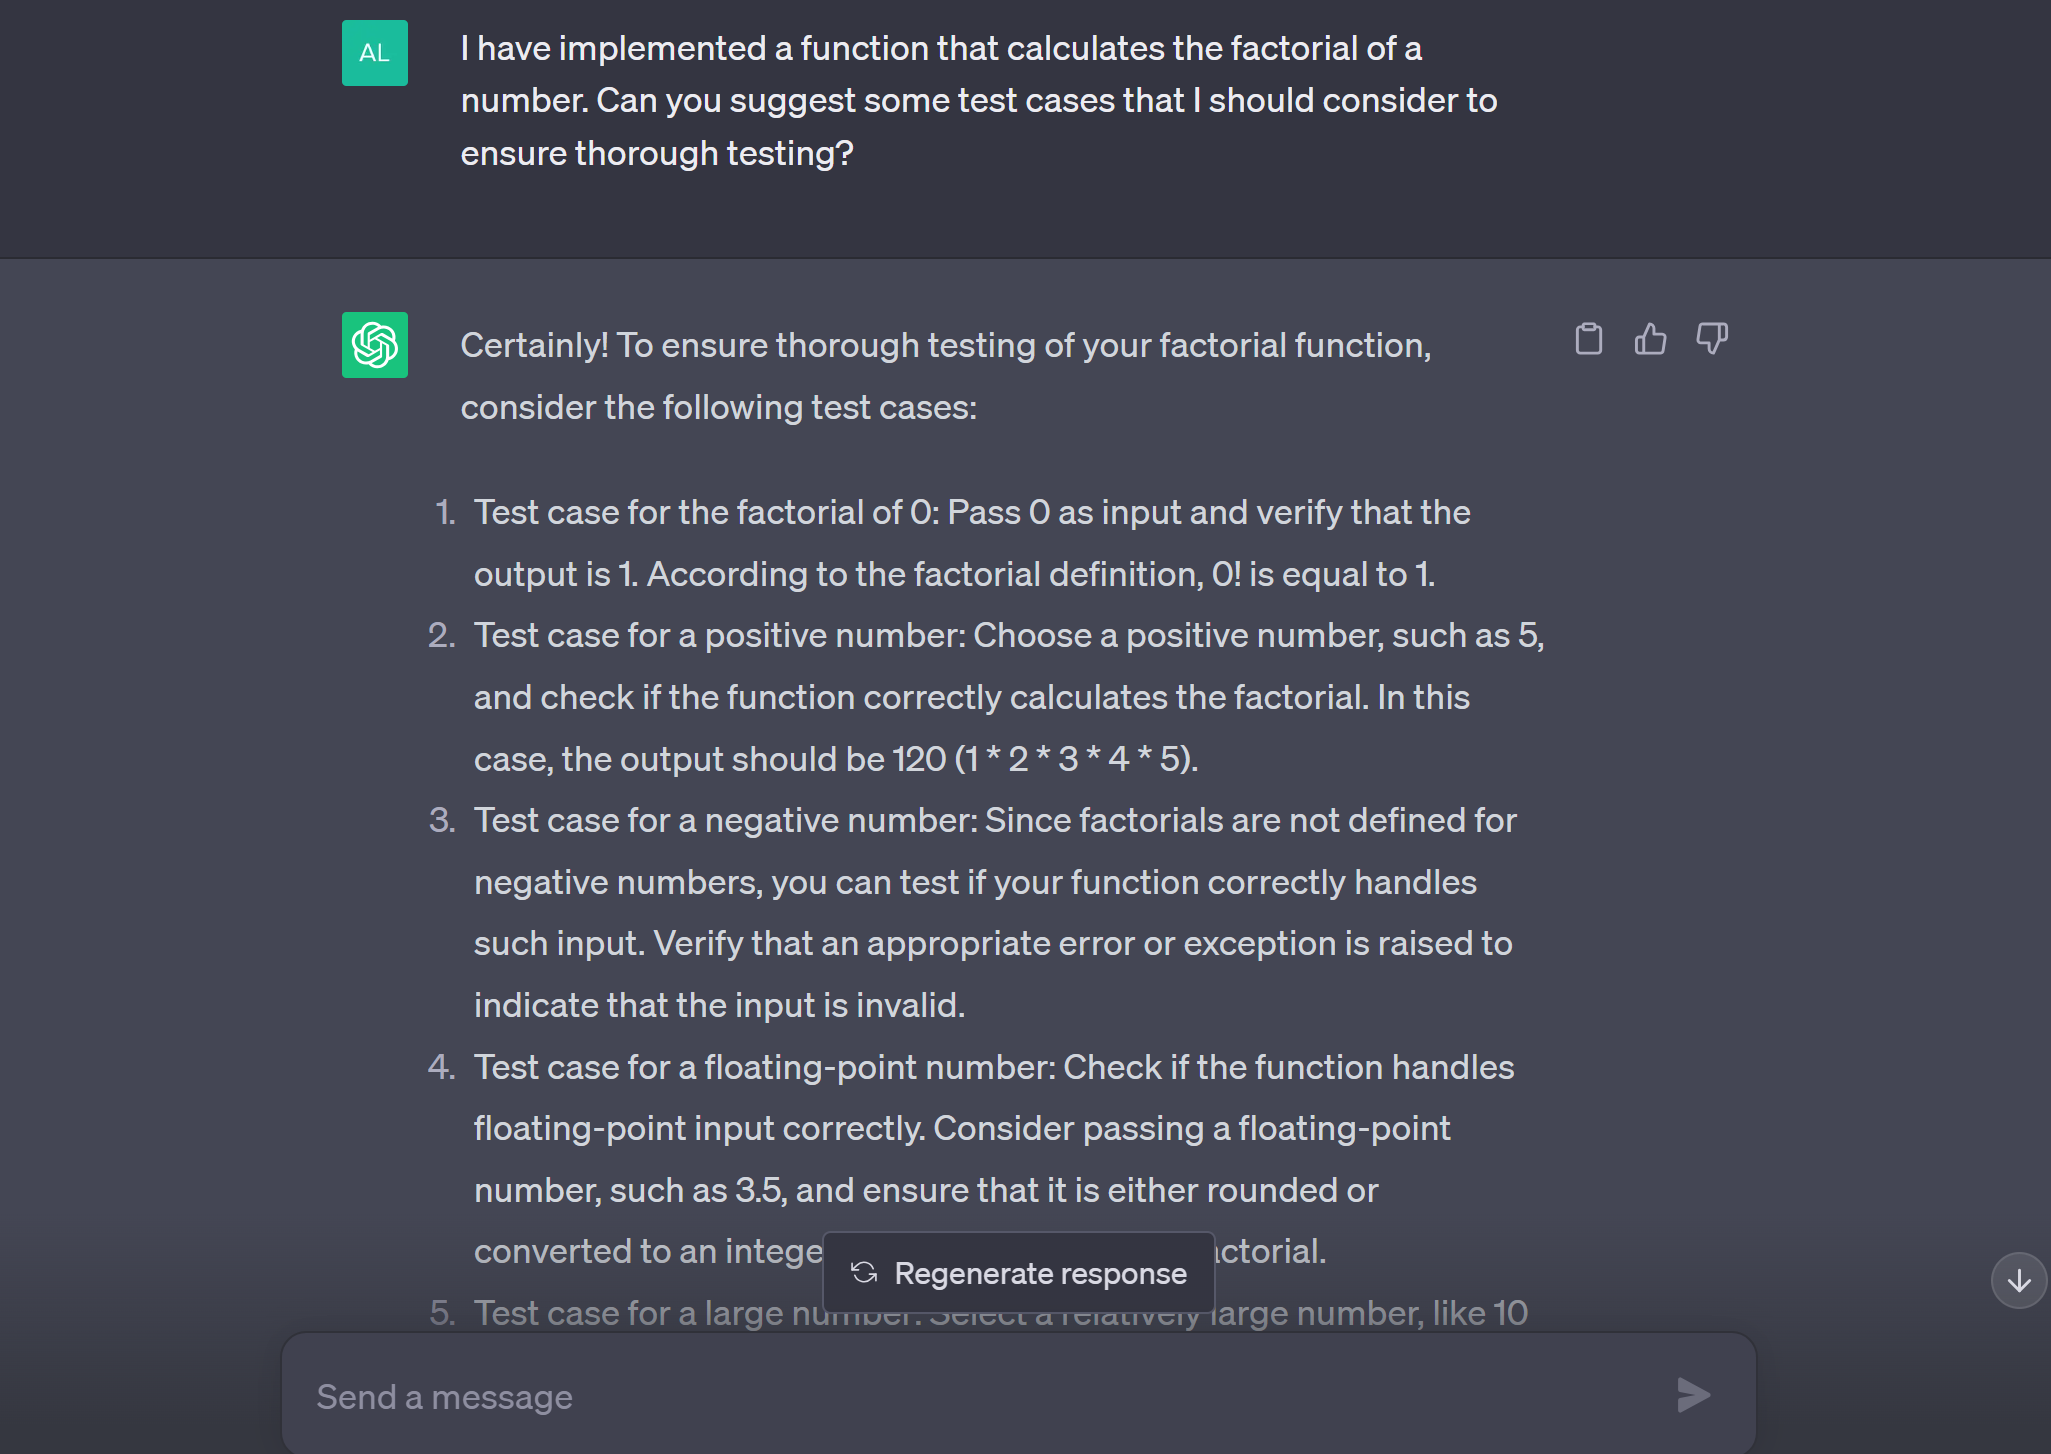 AL
I have implemented a function that calculates the factorial of a
number. Can you suggest some test cases that I should consider to
ensure thorough testing?
Certainly! To ensure thorough testing of your factorial function,
consider the following test cases:
1. Test case for the factorial of 0: Pass 0 as input and verify that the
output is 1. According to the factorial definition, 0! is equal to 1.
2. Test case for a positive number: Choose a positive number, such as 5,
and check if the function correctly calculates the factorial. In this
case, the output should be 120 (1 * 2 * 3 * 4 * 5).
3. Test case for a negative number: Since factorials are not defined for
negative numbers, you can test if your function correctly handles
such input. Verify that an appropriate error or exception is raised to
indicate that the input is invalid.
4. Test case for a floating-point number: Check if the function handles
floating-point input correctly. Consider passing a floating-point
number, such as 3.5, and ensure that it is either rounded or
converted to an intege actorial.
Regenerate response
5. Test case for a large number: Select a relatively large number, like 10
Send a message